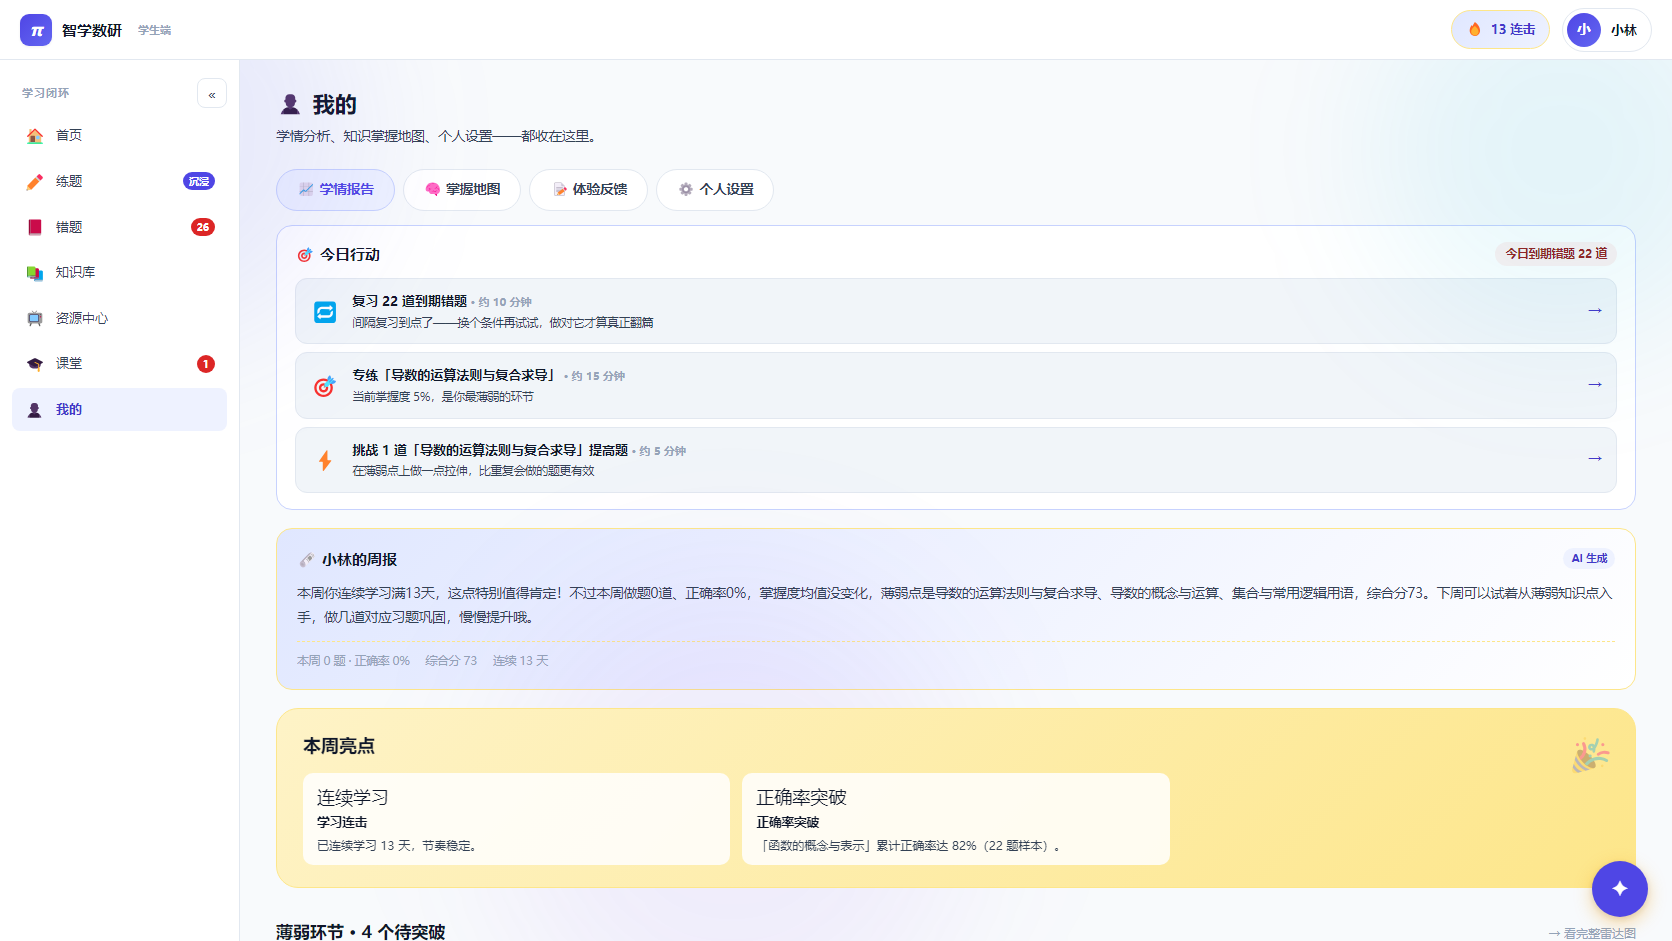 π 智学数研 学生端
13 连击
小 小林
学习闭环
«
首页
练题 沉浸
错题 26
知识库
资源中心
课堂 1
我的
我的
学情分析、知识掌握地图、个人设置——都收在这里。
学情报告 掌握地图 体验反馈 个人设置
今日行动
今日到期错题 22 道
复习 22 道到期错题 • 约 10 分钟
间隔复习到点了——换个条件再试试，做对它才算真正翻篇
→
专练「导数的运算法则与复合求导」 • 约 15 分钟
当前掌握度 5%，是你最薄弱的环节
→
挑战 1 道「导数的运算法则与复合求导」提高题 • 约 5 分钟
在薄弱点上做一点拉伸，比重复会做的题更有效
→
小林的周报
AI 生成
本周你连续学习满13天，这点特别值得肯定！不过本周做题0道、正确率0%，掌握度均值没变化，薄弱点是导数的运算法则与复合求导、导数的概念与运算、集合与常用逻辑用语，综合分73。下周可以试着从薄弱知识点入
手，做几道对应习题巩固，慢慢提升哦。
本周 0 题 · 正确率 0% 综合分 73 连续 13 天
本周亮点
连续学习
学习连击
已连续学习 13 天，节奏稳定。
正确率突破
正确率突破
「函数的概念与表示」累计正确率达 82%（22 题样本）。
薄弱环节 • 4 个待突破
→ 看完整雷达图